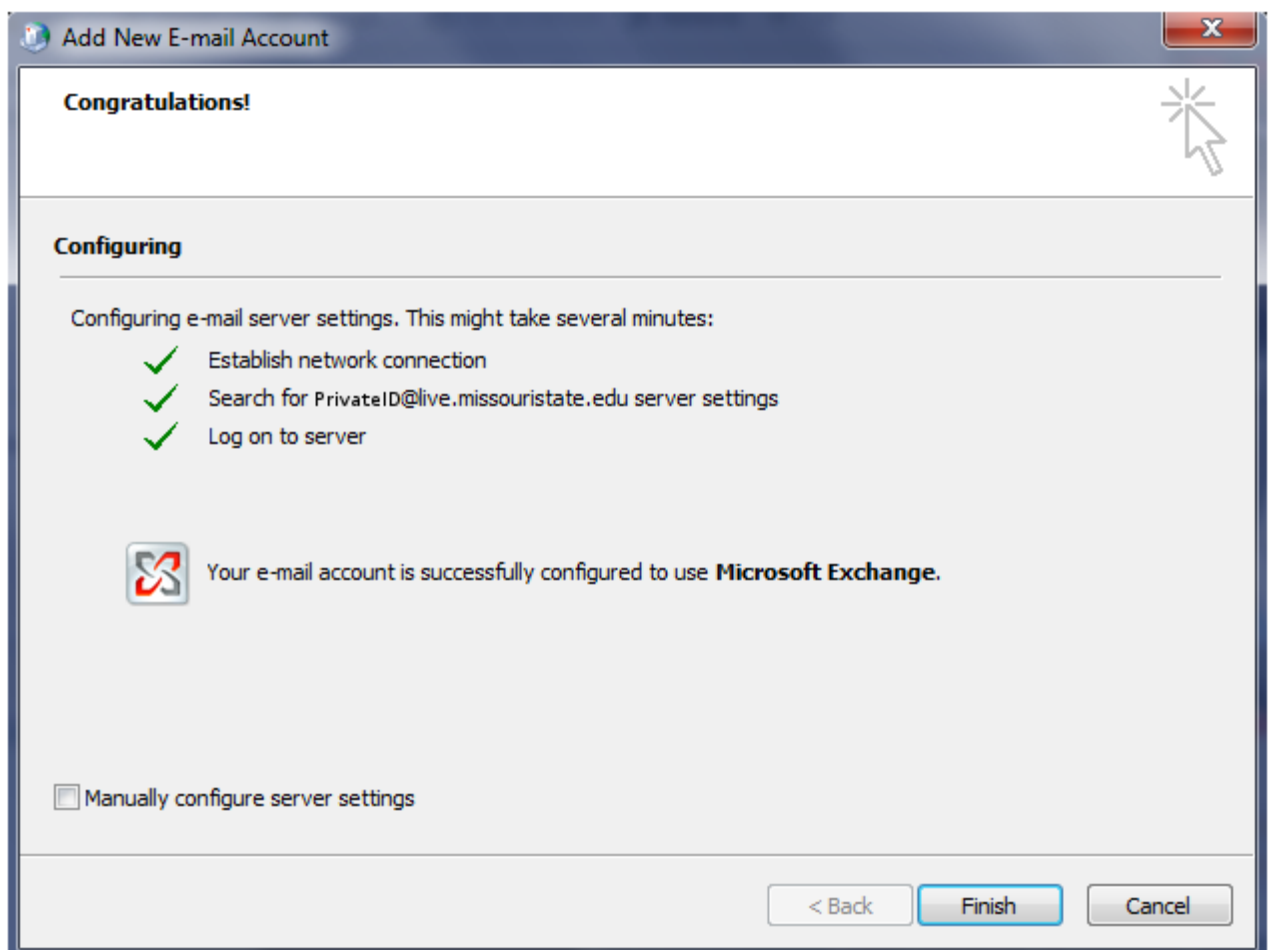 Add New E-mail Account
Congratulations!
Configuring
Configuring e-mail server settings. This might take several minutes:
Establish network connection
Search for PrivateID@live.missouristate.edu server settings
Log on to server
Your e-mail account is successfully configured to use Microsoft Exchange.
Manually configure server settings
< Back Finish Cancel